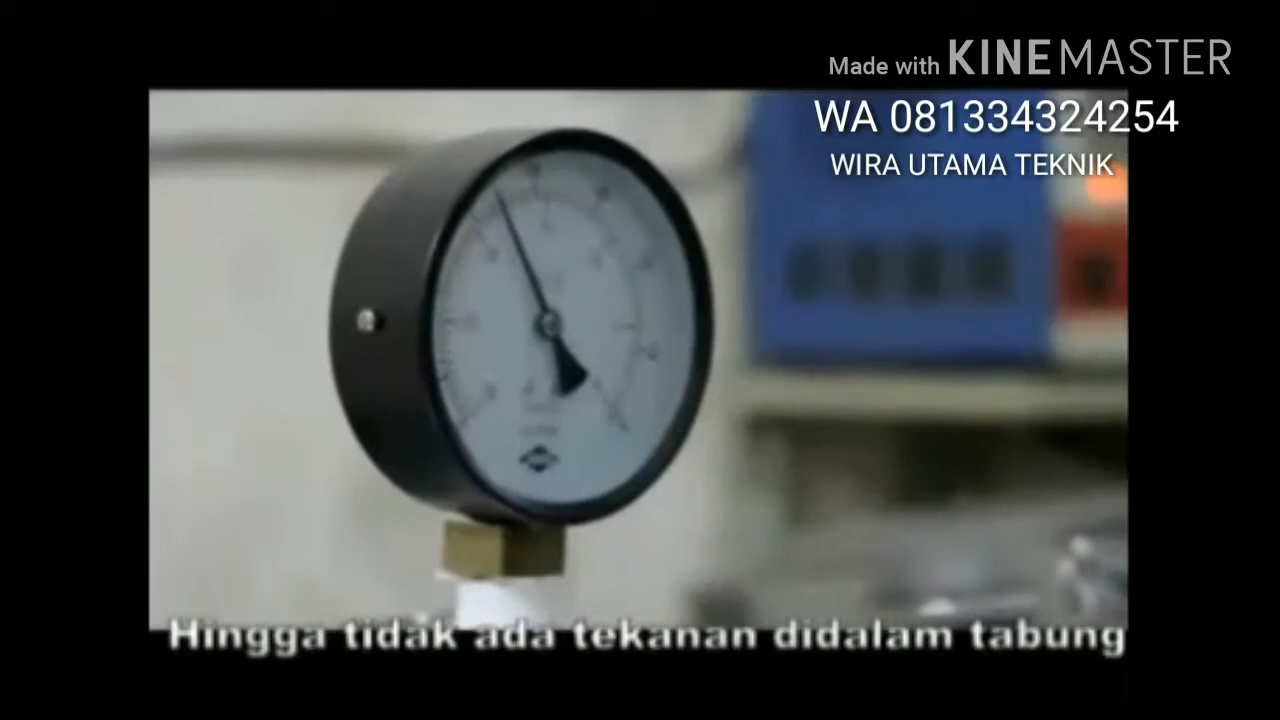 Made with KINEMASTER
WA 081334324254
WIRA UTAMA TEKNIK
Hingga tidak ada tekanan didalam tabung